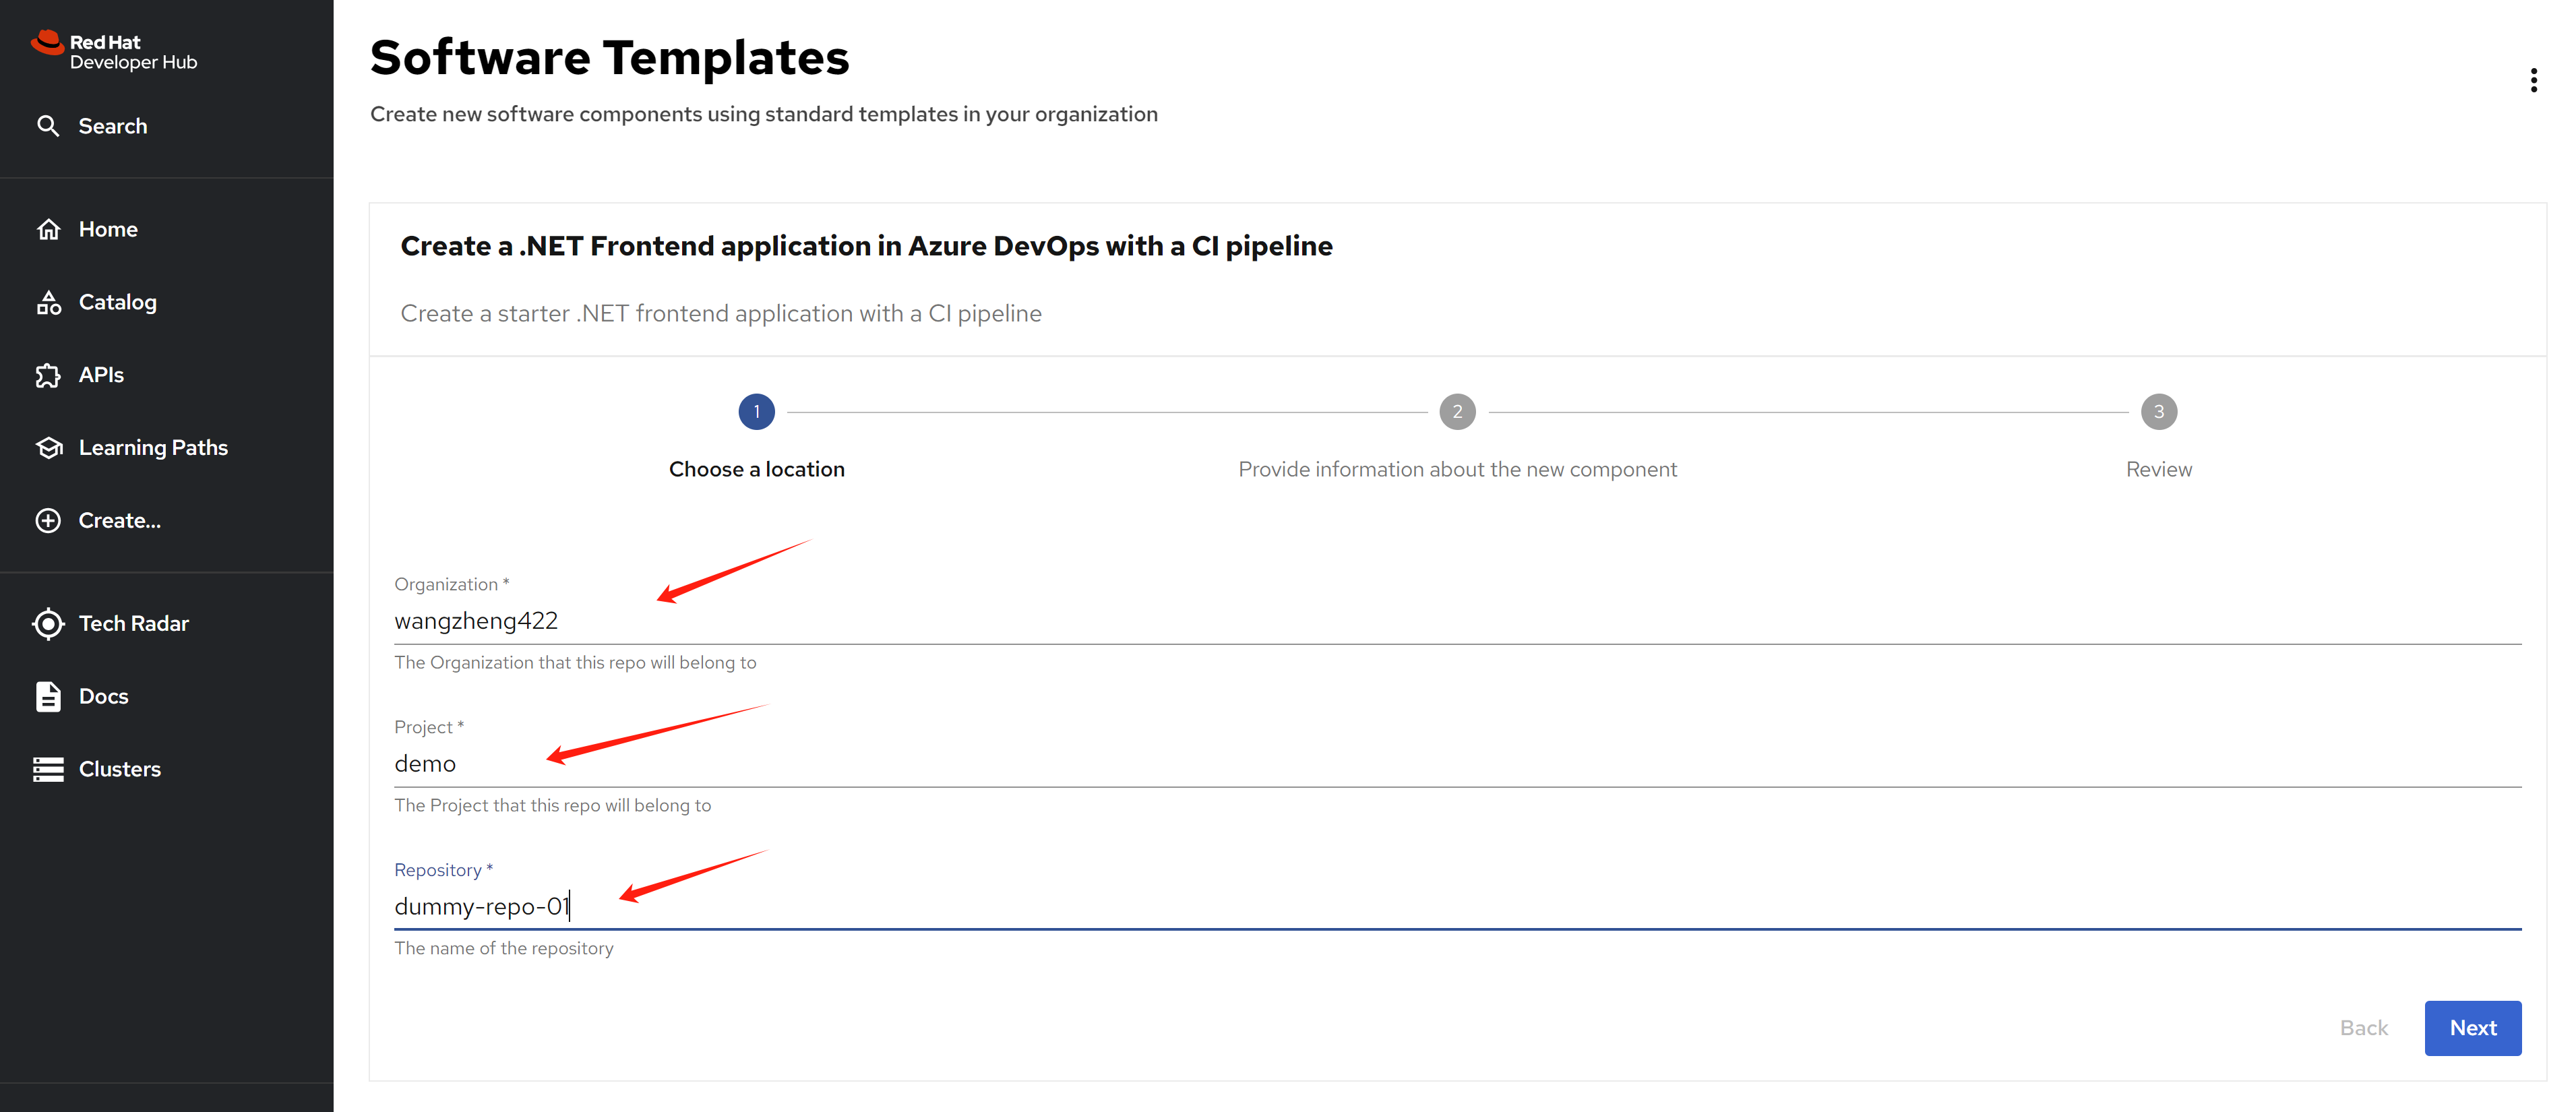 Red Hat
Developer Hub
Search
Home
Catalog
APIs
Learning Paths
Create...
Tech Radar
Docs
Clusters
Software Templates
Create new software components using standard templates in your organization
Create a .NET Frontend application in Azure DevOps with a CI pipeline
Create a starter .NET frontend application with a CI pipeline
1
2
3
Choose a location
Provide information about the new component
Review
Organization *
wangzheng422
The Organization that this repo will belong to
Project *
demo
The Project that this repo will belong to
Repository *
dummy-repo-01
The name of the repository
Back
Next